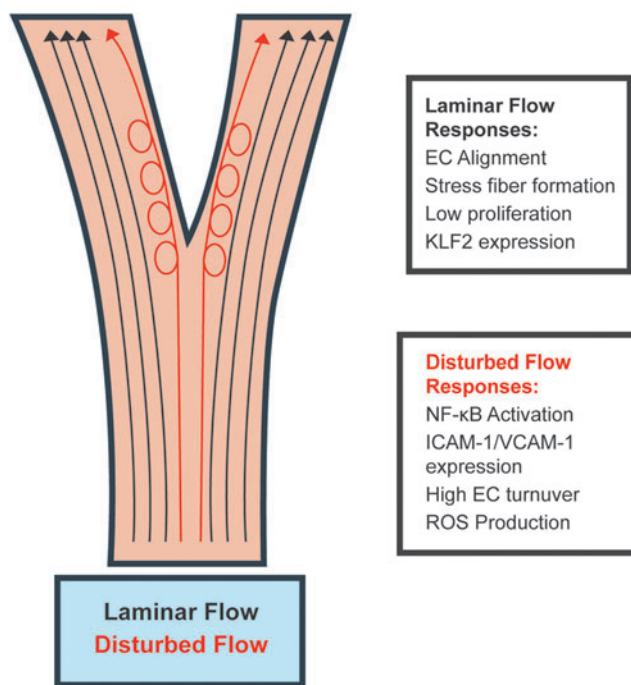 Laminar Flow
Responses:
EC Alignment
Stress fiber formation
Low proliferation
KLF2 expression
Disturbed Flow
Responses:
NF-κB Activation
ICAM-1/VCAM-1
expression
High EC turnuver
ROS Production
Laminar Flow
Disturbed Flow